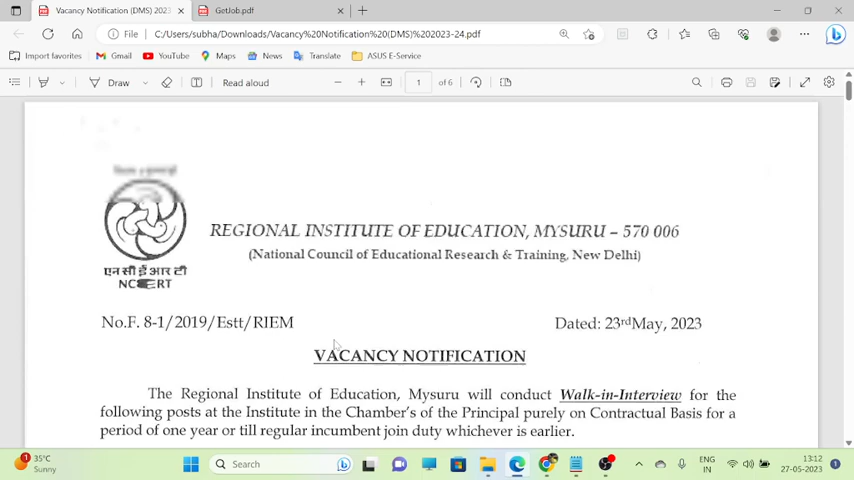 Vacancy Notification (DMS) 2023
GetJob.pdf
File
C:/Users/subha/Downloads/Vacancy%20Notification%20(DMS)%202023-24.pdf
Import favorites
Gmail
YouTube
Maps
News
Translate
ASUS E-Service
Draw
Read aloud
1
of 6
REGIONAL INSTITUTE OF EDUCATION, MYSURU – 570 006
(National Council of Educational Research & Training, New Delhi)
एन सी ई आर टी
NCERT
No.F. 8-1/2019/Estt/RIEM
Dated: 23rdMay, 2023
VACANCY NOTIFICATION
The Regional Institute of Education, Mysuru will conduct Walk-in-Interview for the
following posts at the Institute in the Chamber's of the Principal purely on Contractual Basis for a
period of one year or till regular incumbent join duty whichever is earlier.
1
35°C
Sunny
Search
ENG
IN
13:12
27-05-2023
1